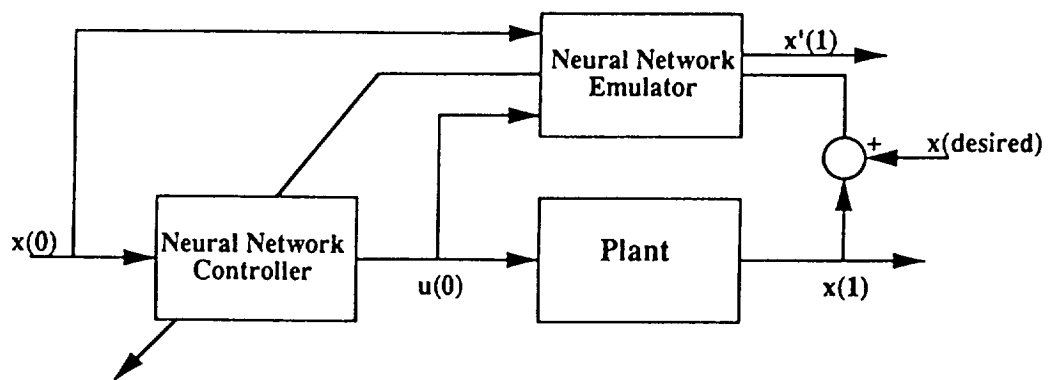 x'(1)
Neural Network
Emulator
+
x(desired)
x(0)
Neural Network
Controller
u(0)
Plant
x(1)